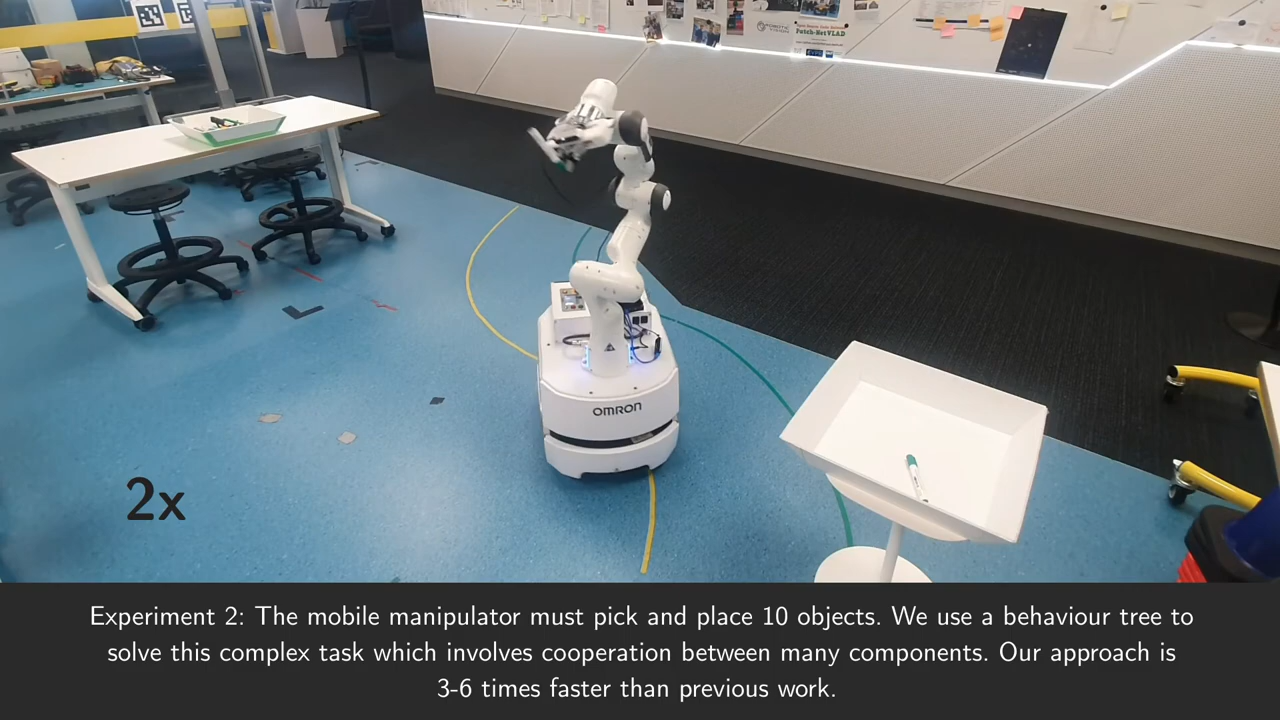 Patch-NetVLAD
OMRON
2x
Experiment 2: The mobile manipulator must pick and place 10 objects. We use a behaviour tree to
solve this complex task which involves cooperation between many components. Our approach is
3-6 times faster than previous work.